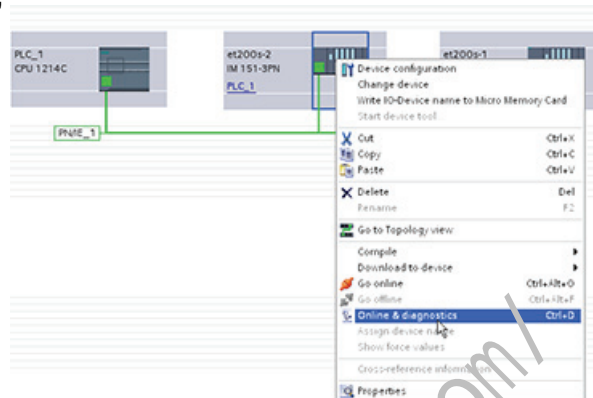 PLC_1
CPU 1214C
et200s-2
IM 151-3PN
PLC_1
et200s-1
PN/IE_1
Device configuration
Change device
Write IO-Device name to Micro Memory Card
Start device tool
Cut Ctrl+X
Copy Ctrl+C
Paste Ctrl+V
Delete Del
Rename F2
Go to Topology view
Compile
Download to device
Go online Ctrl+Alt+O
Go offline Ctrl+Alt+F
Online & diagnostics Ctrl+D
Assign device name
Show force values
Cross-reference information
Properties
com/